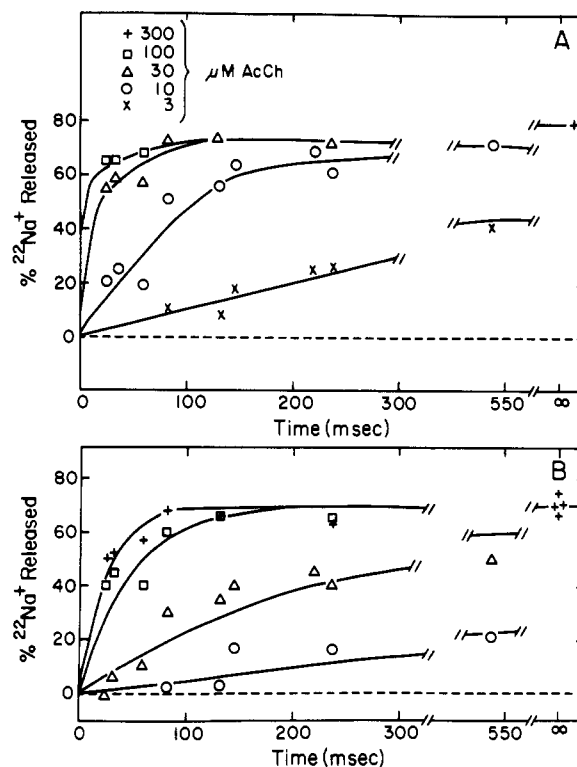 A
+ 300
□ 100
△ 30
○ 10
x 3
μM AcCh
% ²²Na⁺ Released
80
60
40
20
0
0 100 200 300 550 ∞
Time (msec)
B
% ²²Na⁺ Released
80
60
40
20
0
0 100 200 300 550 ∞
Time (msec)